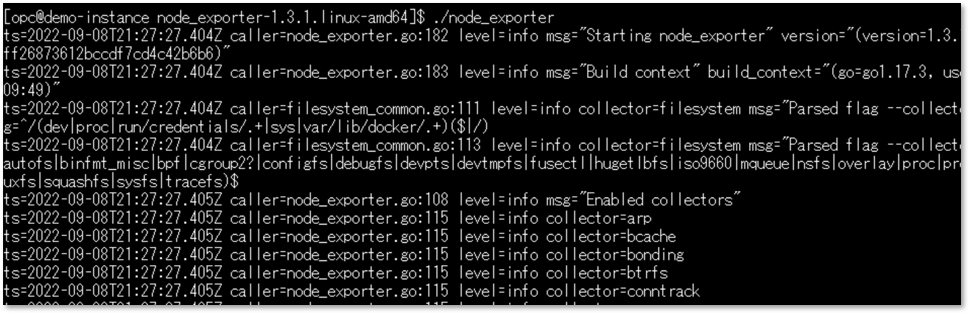 [opc@demo-instance node_exporter-1.3.1.linux-amd64]$ ./node_exporter
ts=2022-09-08T21:27:27.404Z caller=node_exporter.go:182 level=info msg="Starting node_exporter" version="(version=1.3.
ff26873612bccdf7cd4c42b6b6)"
ts=2022-09-08T21:27:27.404Z caller=node_exporter.go:183 level=info msg="Build context" build_context="(go=go1.17.3, use
09:49)"
ts=2022-09-08T21:27:27.404Z caller=filesystem_common.go:111 level=info collector=filesystem msg="Parsed flag --collect
g=^/(dev|proc|run/credentials/.+|sys|var/lib/docker/.+)($|/)
ts=2022-09-08T21:27:27.404Z caller=filesystem_common.go:113 level=info collector=filesystem msg="Parsed flag --collect
autofs|binfmt_misc|bpf|cgroup2?|configfs|debugfs|devpts|devtmpfs|fusectl|hugetlbfs|iso9660|mqueue|nsfs|overlay|proc|pr
uxfs|squashfs|sysfs|tracefs)$
ts=2022-09-08T21:27:27.405Z caller=node_exporter.go:108 level=info msg="Enabled collectors"
ts=2022-09-08T21:27:27.405Z caller=node_exporter.go:115 level=info collector=arp
ts=2022-09-08T21:27:27.405Z caller=node_exporter.go:115 level=info collector=bcache
ts=2022-09-08T21:27:27.405Z caller=node_exporter.go:115 level=info collector=bonding
ts=2022-09-08T21:27:27.405Z caller=node_exporter.go:115 level=info collector=btrfs
ts=2022-09-08T21:27:27.405Z caller=node_exporter.go:115 level=info collector=conntrack